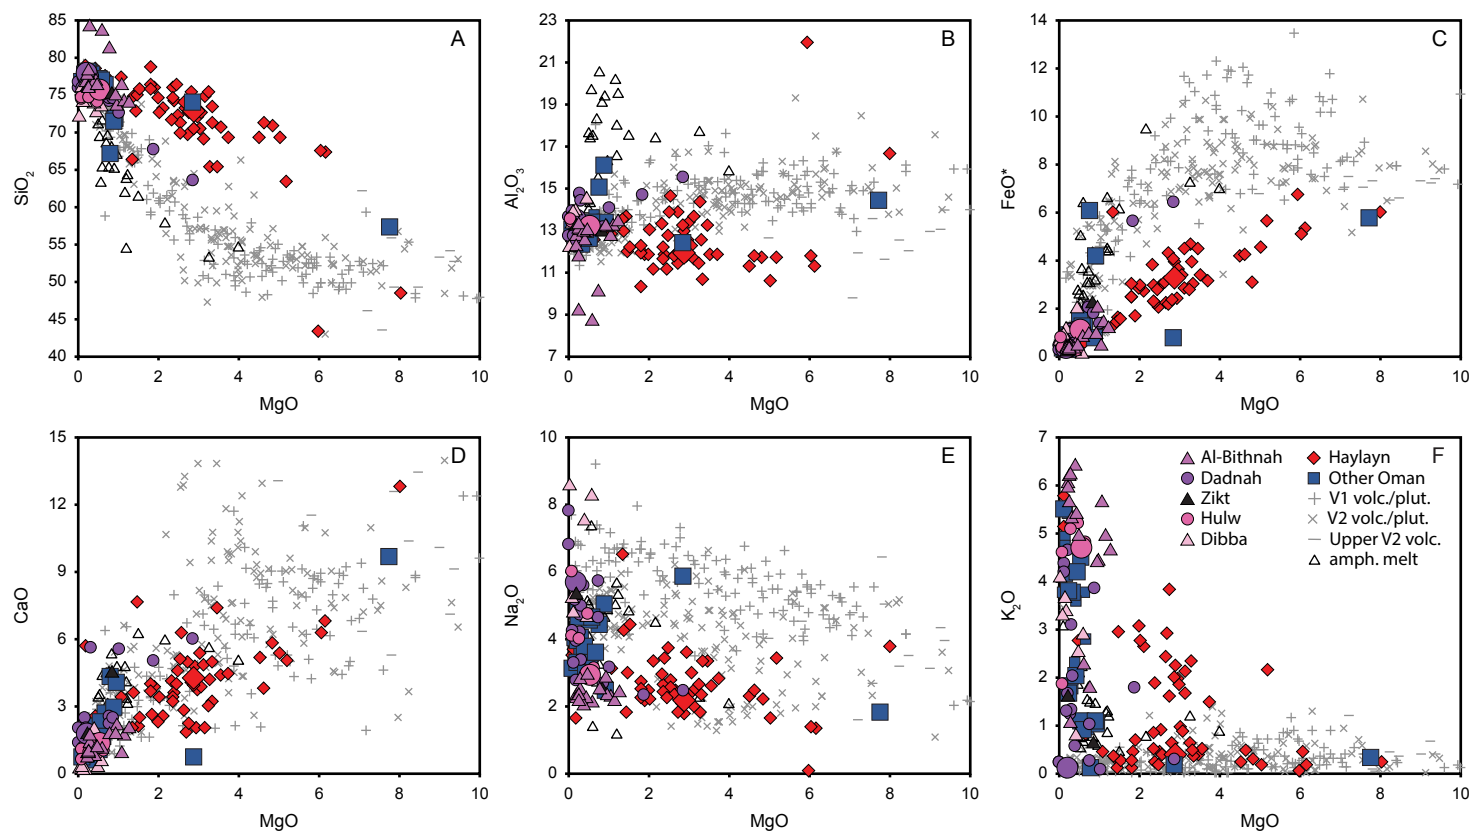 A
85
80
75
70
65
60
55
50
45
40
SiO2
0 2 4 6 8 10
MgO
B
23
21
19
17
15
13
11
9
7
Al2O3
0 2 4 6 8 10
MgO
C
14
12
10
8
6
4
2
0
FeO*
0 2 4 6 8 10
MgO
D
15
12
9
6
3
0
CaO
0 2 4 6 8 10
MgO
E
10
8
6
4
2
0
Na2O
0 2 4 6 8 10
MgO
F
7
6
5
4
3
2
1
0
K2O
Al-Bithnah
Dadnah
Zikt
Hulw
Dibba
Haylayn
Other Oman
V1 volc./plut.
V2 volc./plut.
Upper V2 volc.
amph. melt
0 2 4 6 8 10
MgO